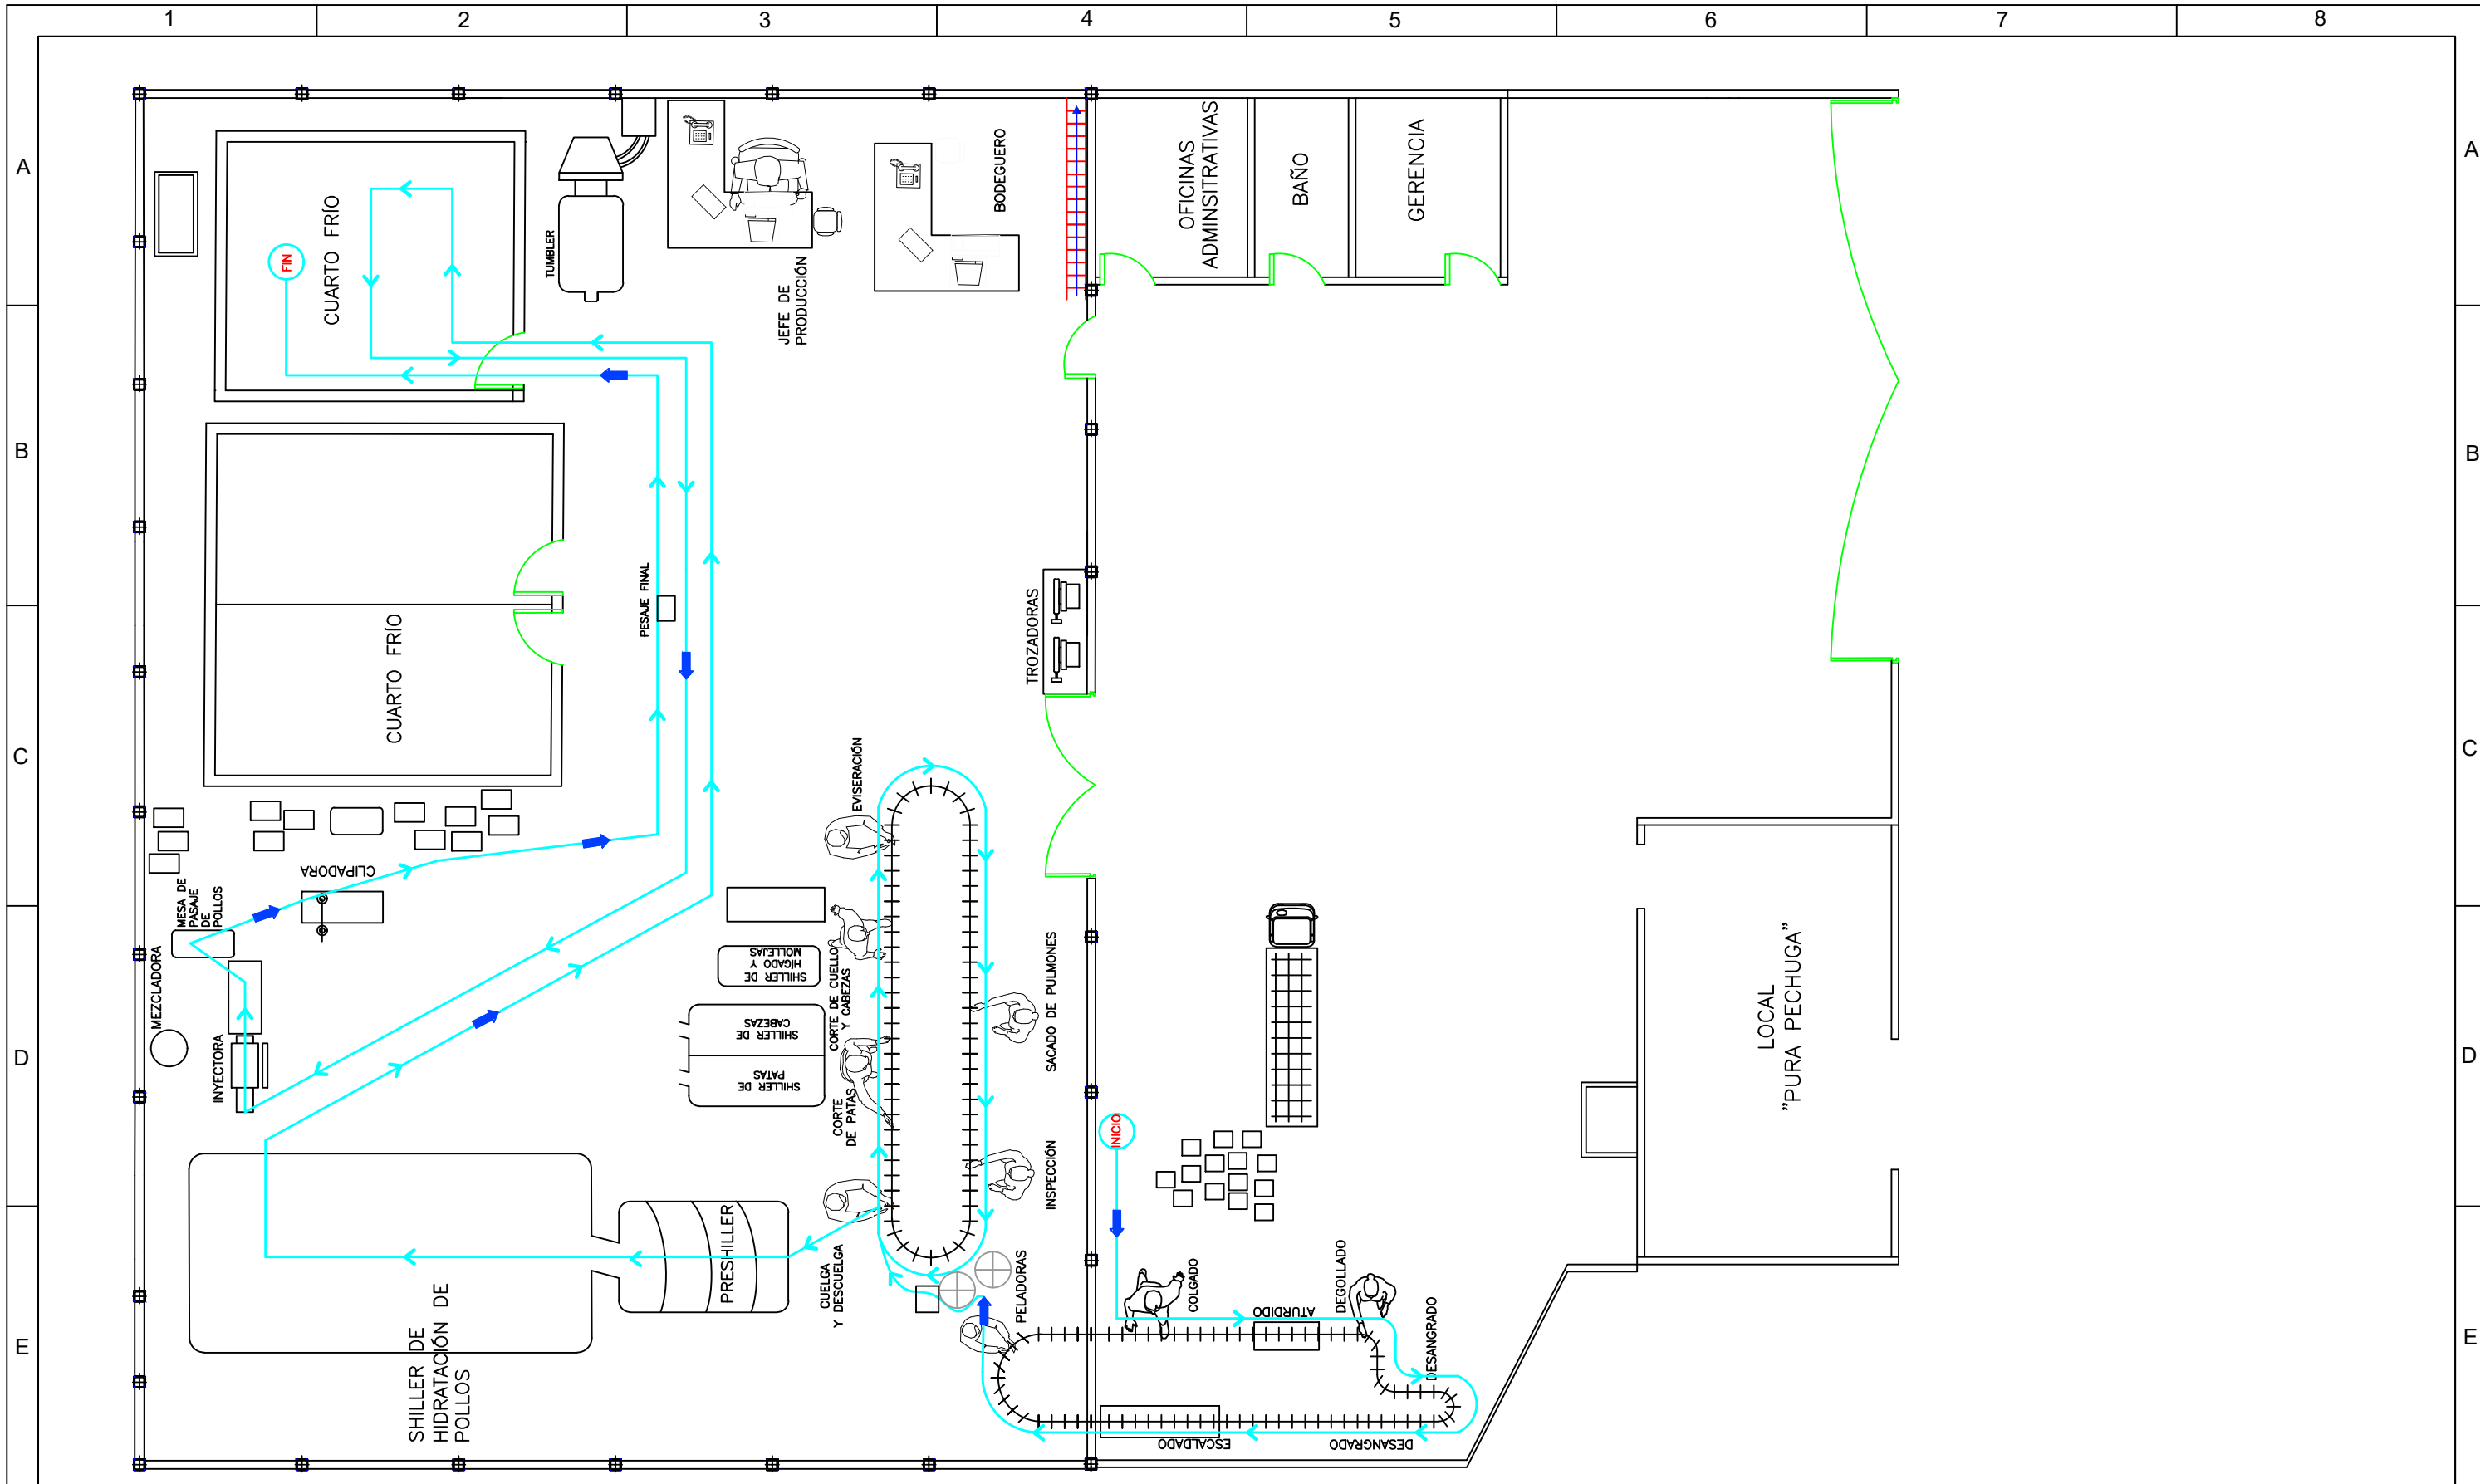 1
2
3
4
5
6
7
8
A
A
B
B
C
C
D
D
E
E
CUARTO FRÍO
FIN
TUMBLER
JEFE DE
PRODUCCIÓN
BODEGUERO
OFICINAS
ADMINSITRATIVAS
BAÑO
GERENCIA
CUARTO FRÍO
PESAJE FINAL
TROZADORAS
EVISERACIÓN
CLIPADORA
MESA DE
PASAJE
DE
POLLOS
MEZCLADORA
INYECTORA
SHILLER DE
HÍGADO Y
MOLLEJAS
SHILLER DE
CABEZAS
SHILLER DE
PATAS
CORTE DE CUELLO
Y CABEZAS
CORTE
DE PATAS
SACADO DE PULMONES
INSPECCIÓN
CUELGA
Y DESCUELGA
PELADORAS
PRESHILLER
SHILLER DE
HIDRATACIÓN DE
POLLOS
INICIO
COLGADO
ATURDIDO
DEGOLLADO
DESANGRADO
DESANGRADO
ESCALDADO
LOCAL
"PURA PECHUGA"